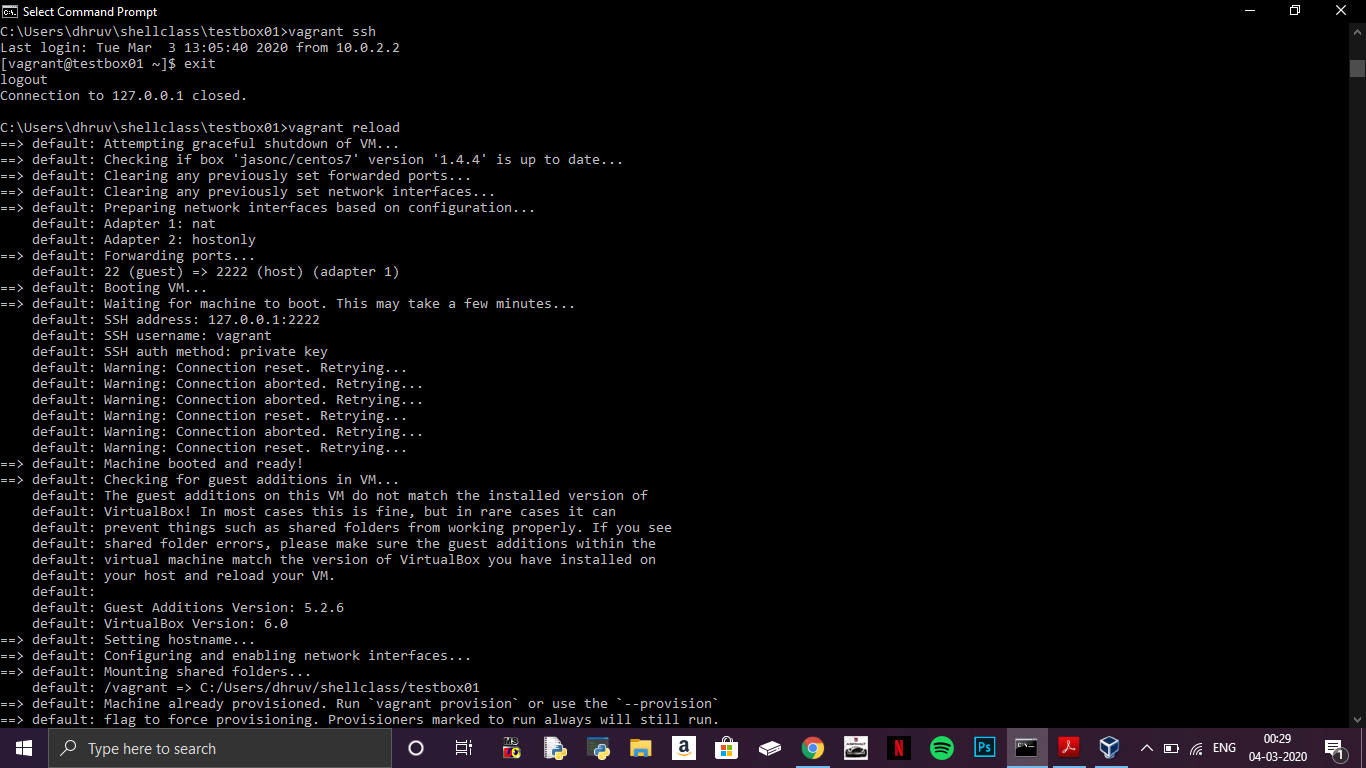 Select Command Prompt
C:\Users\dhruv\shellclass\testbox01>vagrant ssh
Last login: Tue Mar  3 13:05:40 2020 from 10.0.2.2
[vagrant@testbox01 ~]$ exit
logout
Connection to 127.0.0.1 closed.
C:\Users\dhruv\shellclass\testbox01>vagrant reload
==> default: Attempting graceful shutdown of VM...
==> default: Checking if box 'jasonc/centos7' version '1.4.4' is up to date...
==> default: Clearing any previously set forwarded ports...
==> default: Clearing any previously set network interfaces...
==> default: Preparing network interfaces based on configuration...
    default: Adapter 1: nat
    default: Adapter 2: hostonly
==> default: Forwarding ports...
    default: 22 (guest) => 2222 (host) (adapter 1)
==> default: Booting VM...
==> default: Waiting for machine to boot. This may take a few minutes...
    default: SSH address: 127.0.0.1:2222
    default: SSH username: vagrant
    default: SSH auth method: private key
    default: Warning: Connection reset. Retrying...
    default: Warning: Connection aborted. Retrying...
    default: Warning: Connection aborted. Retrying...
    default: Warning: Connection reset. Retrying...
    default: Warning: Connection aborted. Retrying...
    default: Warning: Connection reset. Retrying...
==> default: Machine booted and ready!
==> default: Checking for guest additions in VM...
    default: The guest additions on this VM do not match the installed version of
    default: VirtualBox! In most cases this is fine, but in rare cases it can
    default: prevent things such as shared folders from working properly. If you see
    default: shared folder errors, please make sure the guest additions within the
    default: virtual machine match the version of VirtualBox you have installed on
    default: your host and reload your VM.
    default:
    default: Guest Additions Version: 5.2.6
    default: VirtualBox Version: 6.0
==> default: Setting hostname...
==> default: Configuring and enabling network interfaces...
==> default: Mounting shared folders...
    default: /vagrant => C:/Users/dhruv/shellclass/testbox01
==> default: Machine already provisioned. Run `vagrant provision` or use the `--provision`
==> default: flag to force provisioning. Provisioners marked to run always will still run.
Type here to search
ENG
00:29
04-03-2020
1